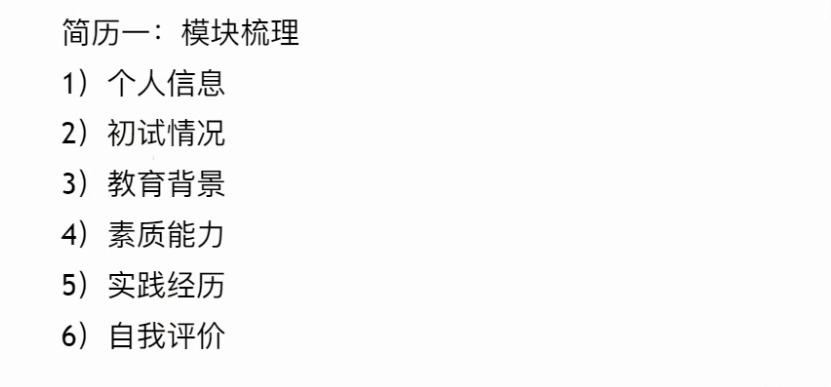 简历一：模块梳理
1）个人信息
2）初试情况
3）教育背景
4）素质能力
5）实践经历
6）自我评价